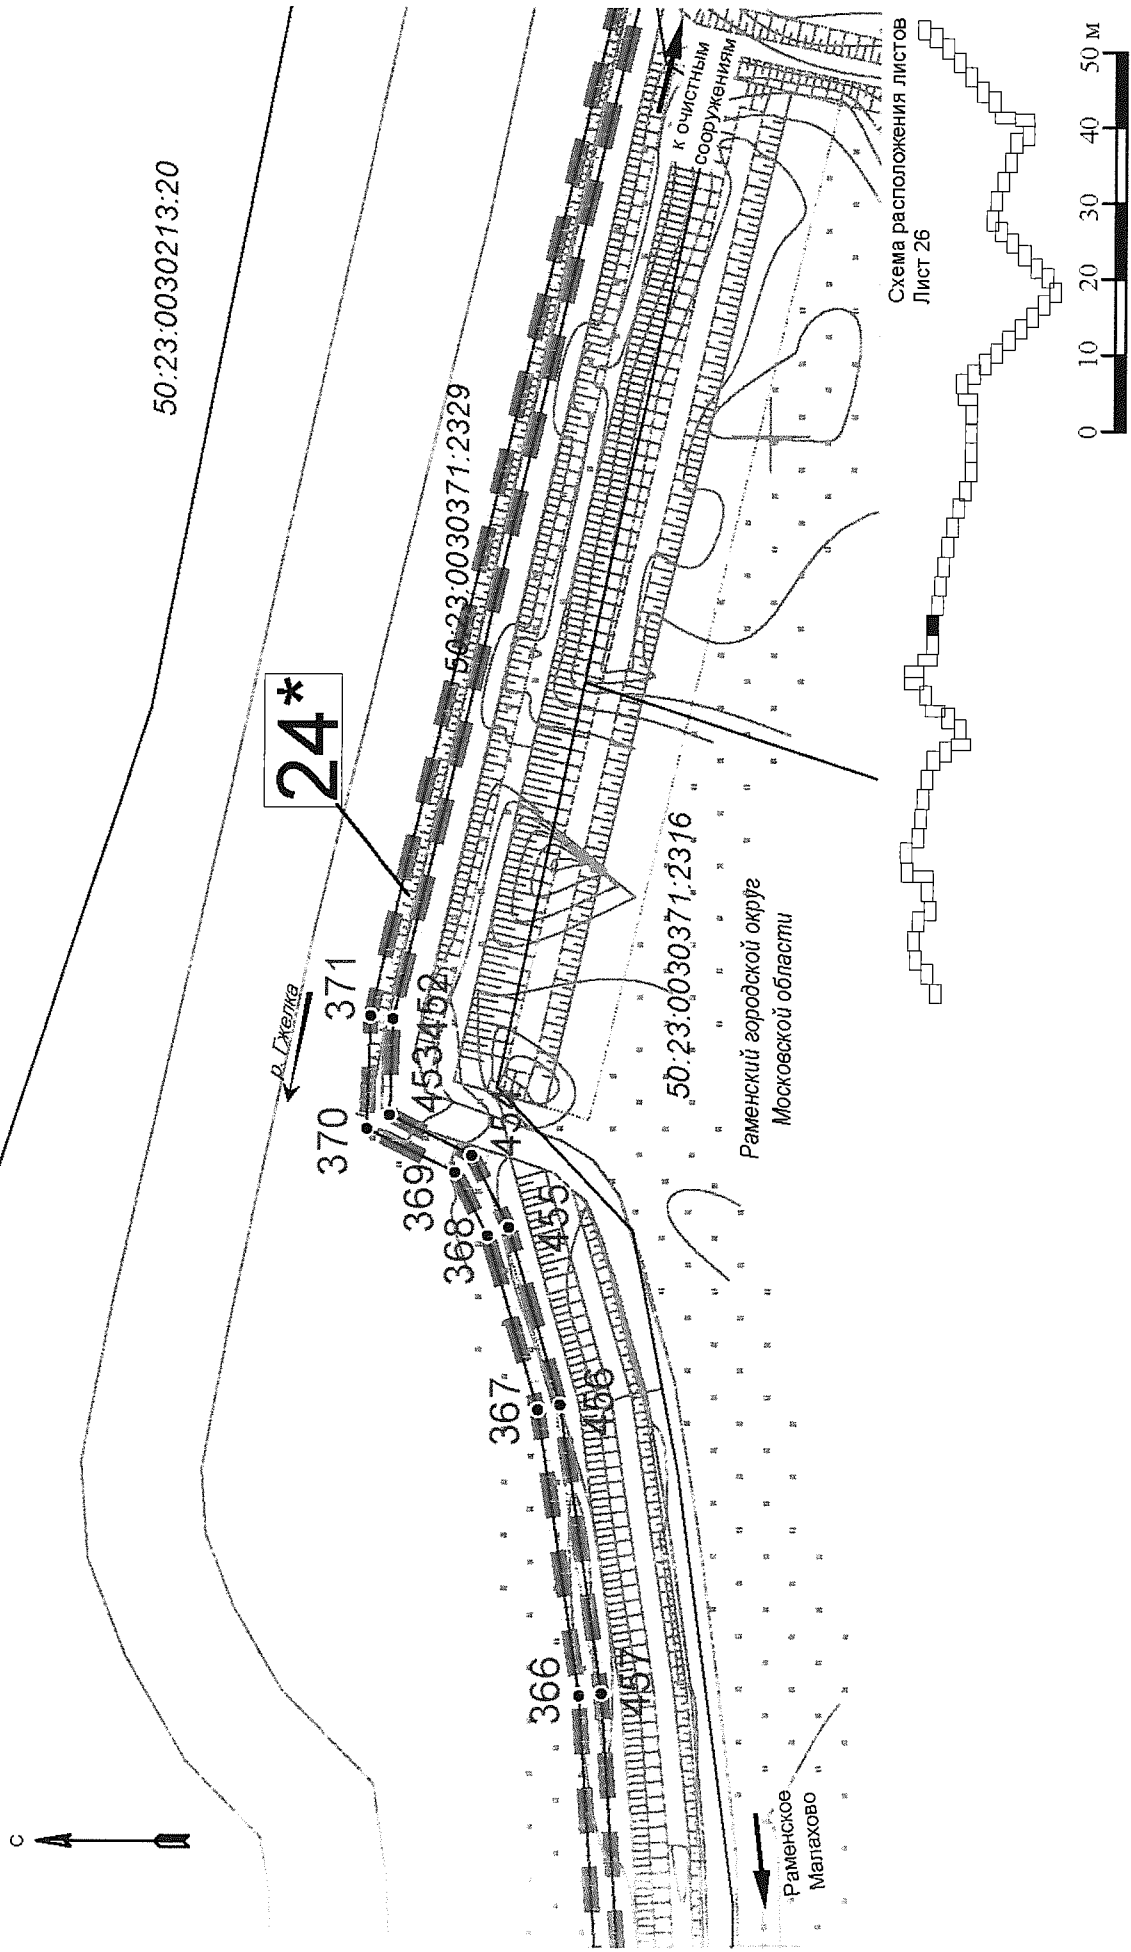 С
50:23:0030213:20
р. Гжелка
24*
50:23:0030371:2329
366
367
368
369
370
371
452
453
454
455
456
457
к очистным
сооружениям
50:23:0030371:2316
Раменский городской округ
Московской области
Раменское
Малахово
Схема расположения листов
Лист 26
0 10 20 30 40 50 м